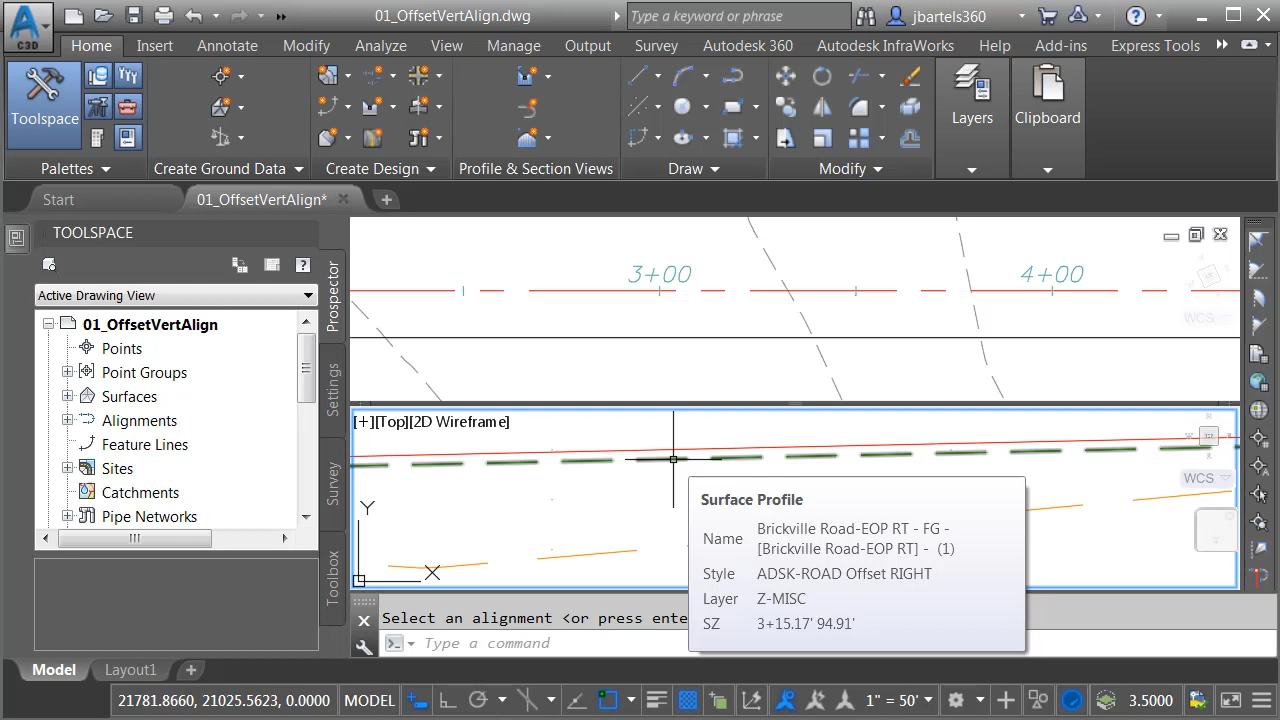 01_OffsetVertAlign.dwg
Type a keyword or phrase
jbartels360
C3D
Home
Insert
Annotate
Modify
Analyze
View
Manage
Output
Survey
Autodesk 360
Autodesk InfraWorks
Help
Add-ins
Express Tools
Toolspace
Layers
Clipboard
Palettes
Create Ground Data
Create Design
Profile & Section Views
Draw
Modify
Start
01_OffsetVertAlign*
TOOLSPACE
Active Drawing View
01_OffsetVertAlign
Points
Point Groups
Surfaces
Alignments
Feature Lines
Sites
Catchments
Pipe Networks
Prospector
Settings
Survey
Toolbox
3+00
4+00
WCS
[+][Top][2D Wireframe]
WCS
Y
X
Surface Profile
Name Brickville Road-EOP RT - FG -
[Brickville Road-EOP RT] - (1)
Style ADSK-ROAD Offset RIGHT
Layer Z-MISC
SZ 3+15.17' 94.91'
Select an alignment <or press ente
Type a command
Model
Layout1
21781.8660, 21025.5623, 0.0000
MODEL
1" = 50'
3.5000